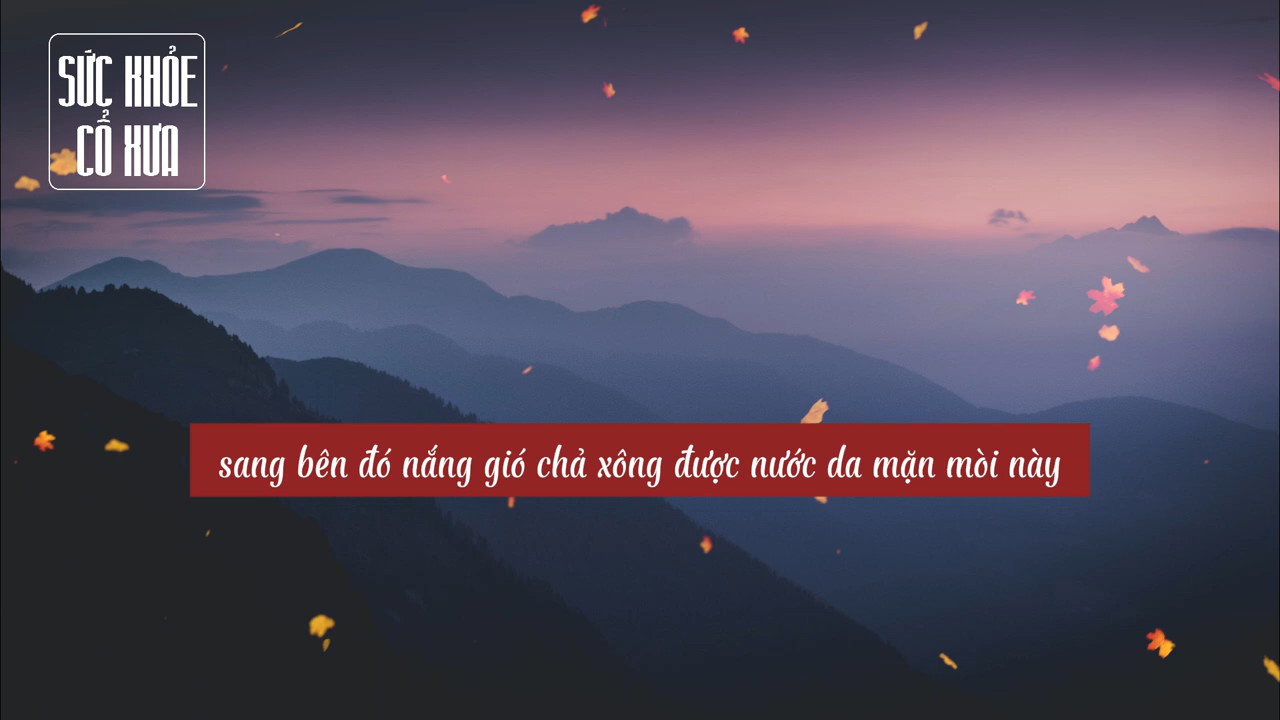 SỨC KHỎE
CỔ XƯA
sang bên đó nắng gió chả xông được nước da mặn mòi này